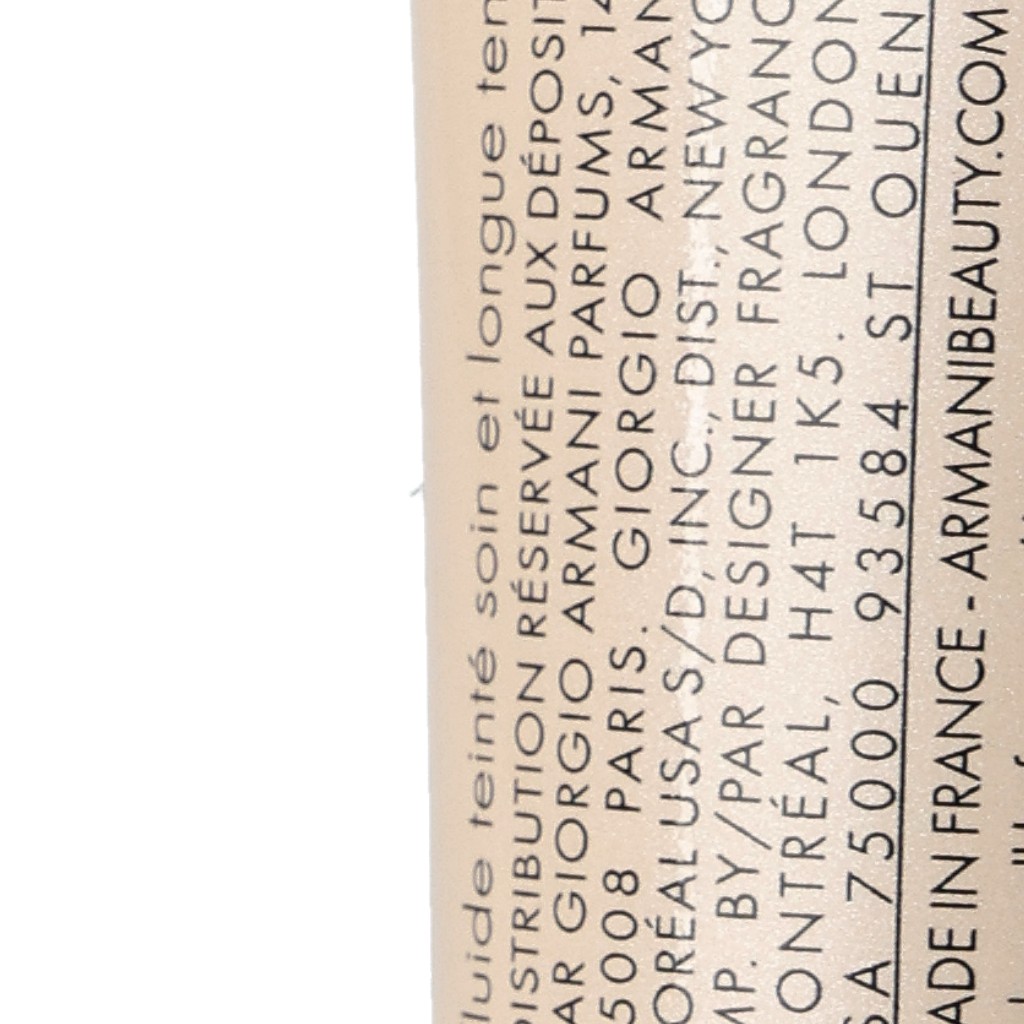 luide teinté soin et longue ten
DISTRIBUTION RÉSERVÉE AUX DÉPOSIT
AR GIORGIO ARMANI PARFUMS, 14
5008 PARIS. GIORGIO ARMAN
ORÉAL USA S/D, INC., DIST., NEW YO
MP. BY/PAR DESIGNER FRAGRANC
ONTRÉAL, H4T 1K5. LONDON
SA 75000 93584 ST OUEN
ADE IN FRANCE - ARMANIBEAUTY.COM